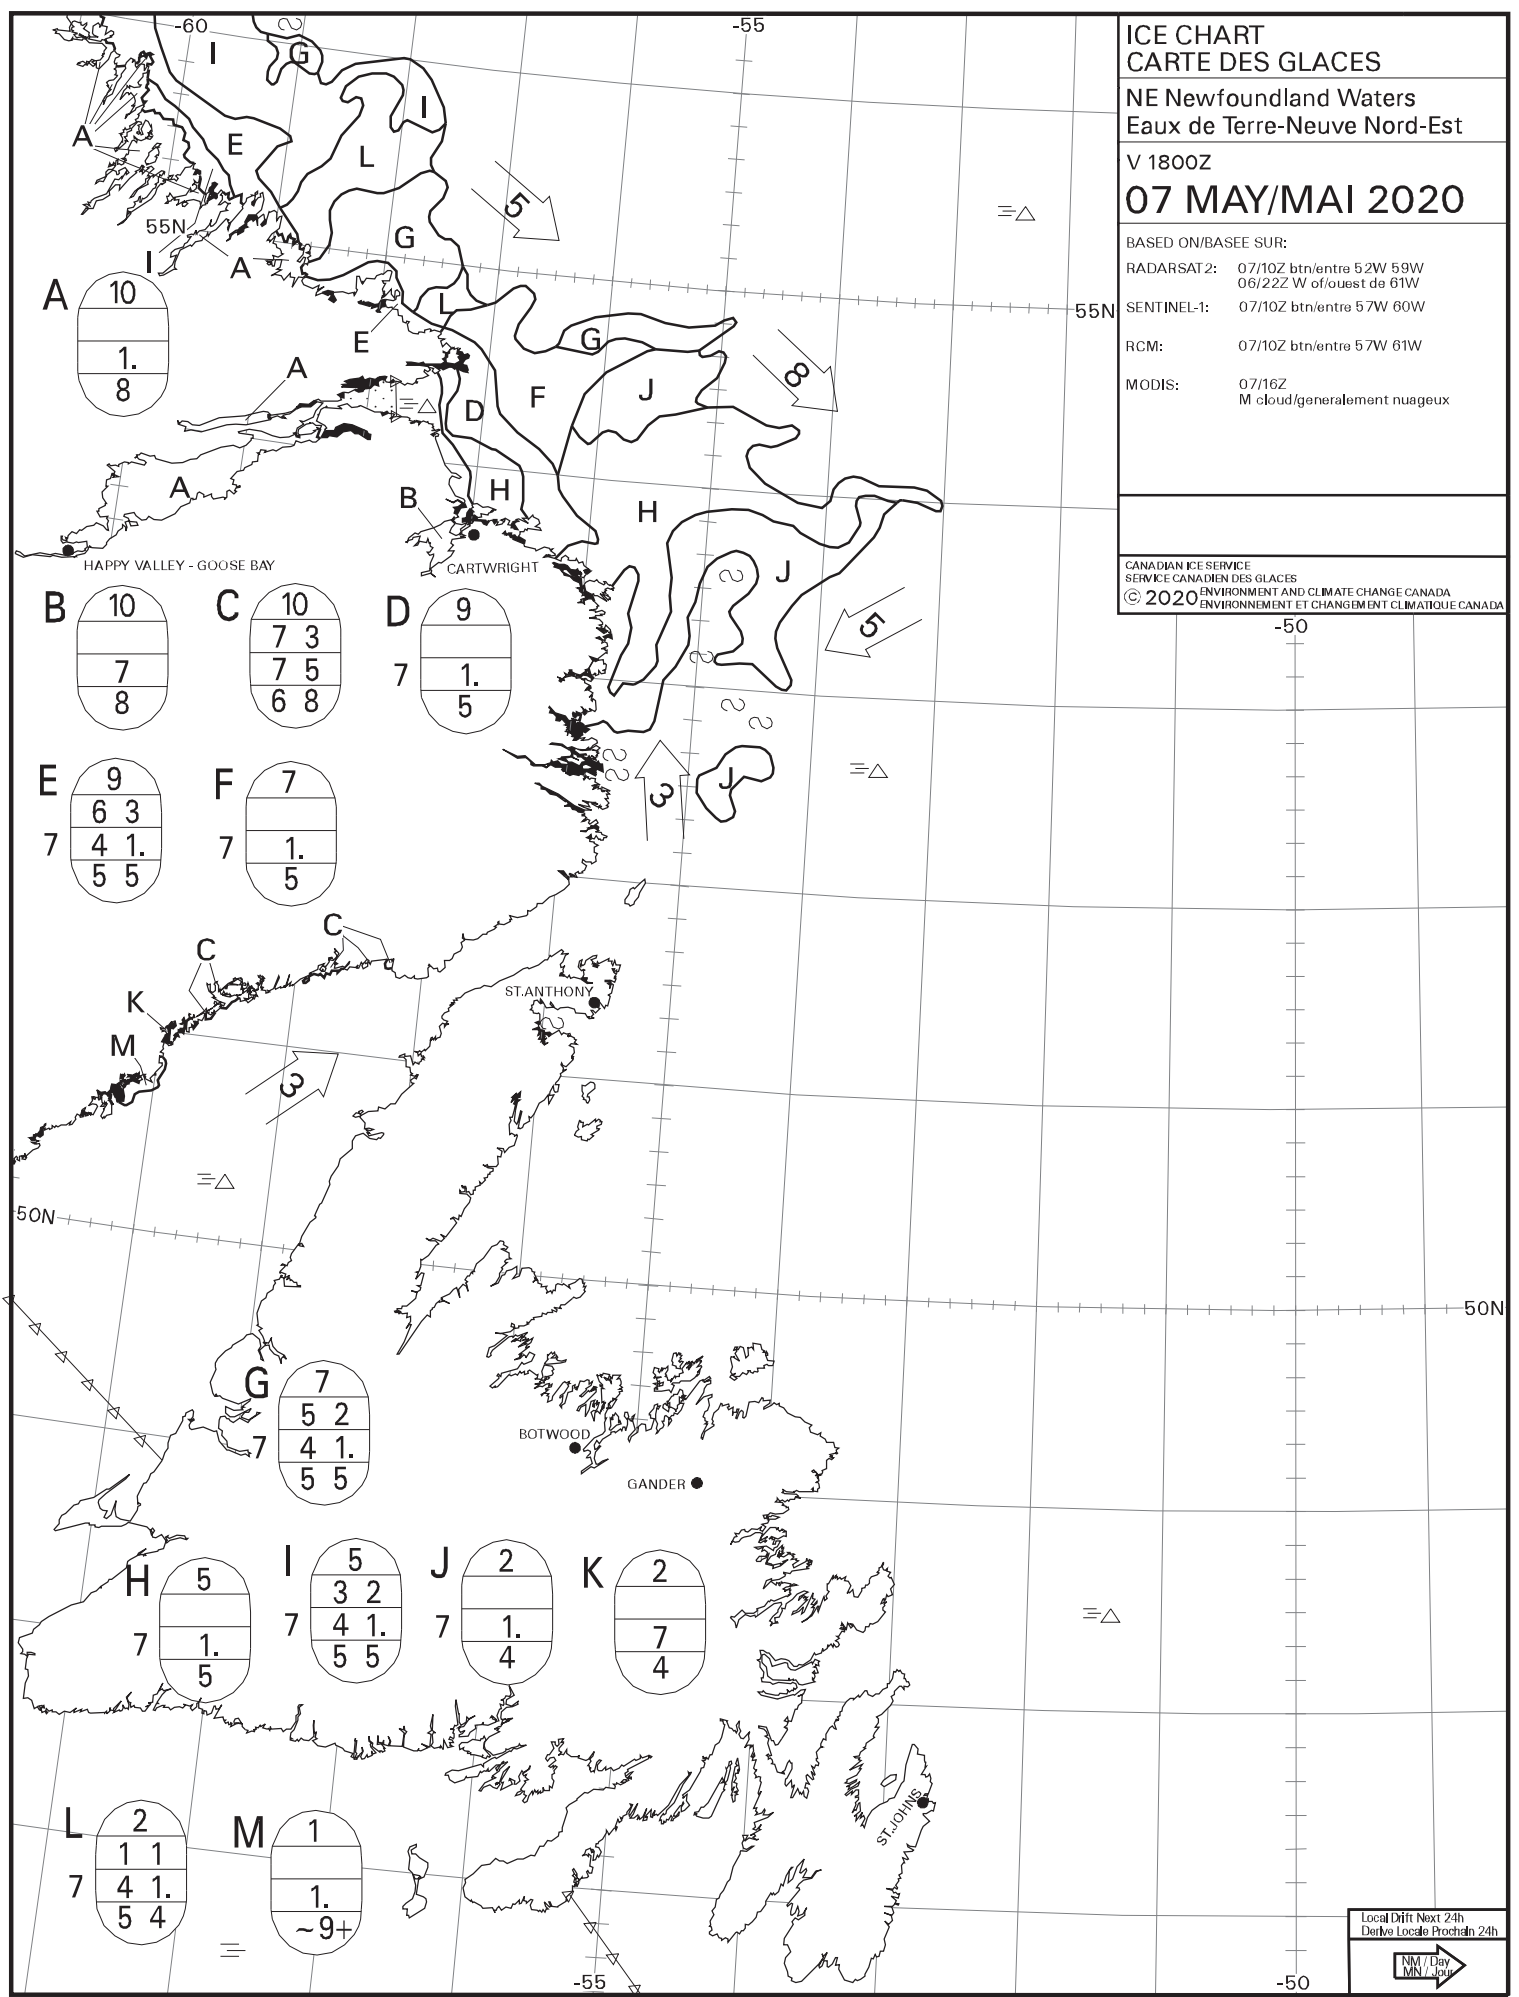 -60
-55
ICE CHART
CARTE DES GLACES
NE Newfoundland Waters
Eaux de Terre-Neuve Nord-Est
V 1800Z
07 MAY/MAI 2020
BASED ON/BASEE SUR:
RADARSAT2: 07/10Z btn/entre 52W 59W
06/22Z W of/ouest de 61W
SENTINEL-1: 07/10Z btn/entre 57W 60W
RCM: 07/10Z btn/entre 57W 61W
MODIS: 07/16Z
M cloud/generalement nuageux
CANADIAN ICE SERVICE
SERVICE CANADIEN DES GLACES
© 2020 ENVIRONMENT AND CLIMATE CHANGE CANADA
ENVIRONNEMENT ET CHANGEMENT CLIMATIQUE CANADA
I
G
I
A
E
L
5
55N
G
I
A
L
55N
E
G
A
8
F
J
D
A
B
H
H
HAPPY VALLEY - GOOSE BAY
CARTWRIGHT
J
5
-50
J
3
A
10
1.
8
B
10
7
8
C
10
7 3
7 5
6 8
D
9
7 1.
5
E
9
6 3
7 4 1.
5 5
F
7
7 1.
5
C
C
K
M
ST.ANTHONY
3
50N
50N
G
7
5 2
7 4 1.
5 5
BOTWOOD
GANDER
H
5
7 1.
5
I
5
3 2
7 4 1.
5 5
J
2
7 1.
4
K
2
7
4
ST.JOHNS
L
2
1 1
7 4 1.
5 4
M
1
1.
~9+
-55
-50
Local Drift Next 24h
Derive Locale Prochain 24h
NM / Day
MN / Jour